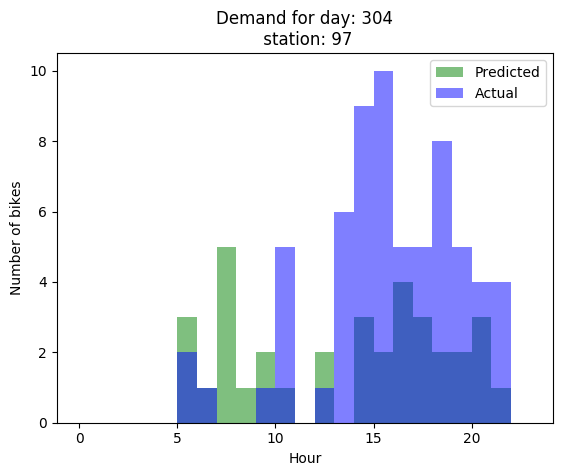 Demand for day: 304
station: 97
Predicted
Actual
10
8
6
4
2
0
Number of bikes
0 5 10 15 20
Hour